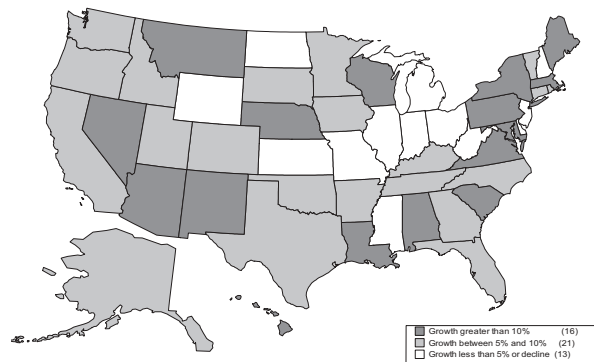 Growth greater than 10% (16)
Growth between 5% and 10% (21)
Growth less than 5% or decline (13)